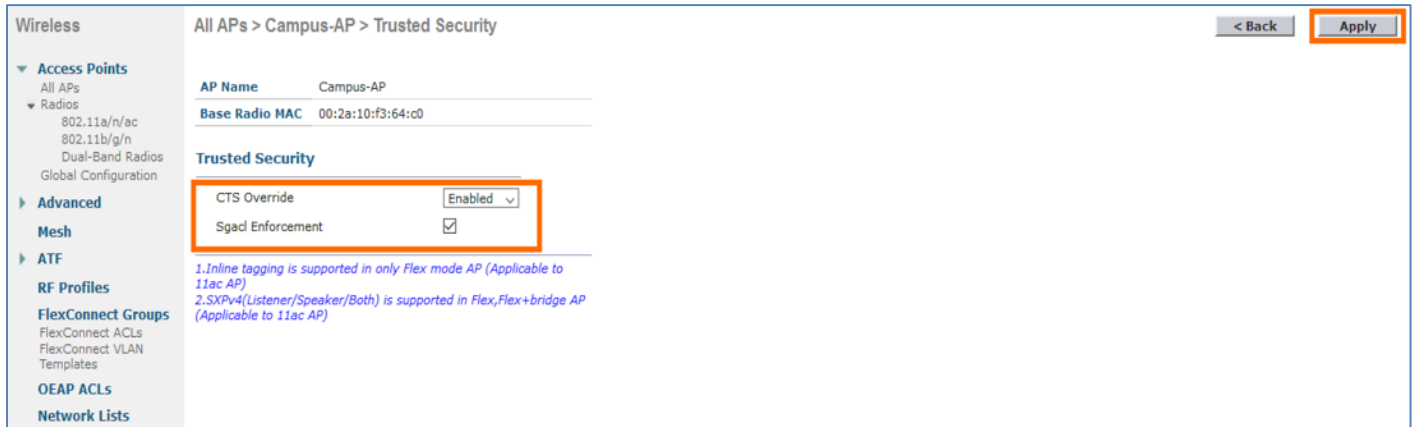 Wireless
Access Points
All APs
Radios
802.11a/n/ac
802.11b/g/n
Dual-Band Radios
Global Configuration
Advanced
Mesh
ATF
RF Profiles
FlexConnect Groups
FlexConnect ACLs
FlexConnect VLAN
Templates
OEAP ACLs
Network Lists
All APs > Campus-AP > Trusted Security
< Back
Apply
AP Name Campus-AP
Base Radio MAC 00:2a:10:f3:64:c0
Trusted Security
CTS Override Enabled
Sgacl Enforcement
1.Inline tagging is supported in only Flex mode AP (Applicable to
11ac AP)
2.SXPv4(Listener/Speaker/Both) is supported in Flex,Flex+bridge AP
(Applicable to 11ac AP)